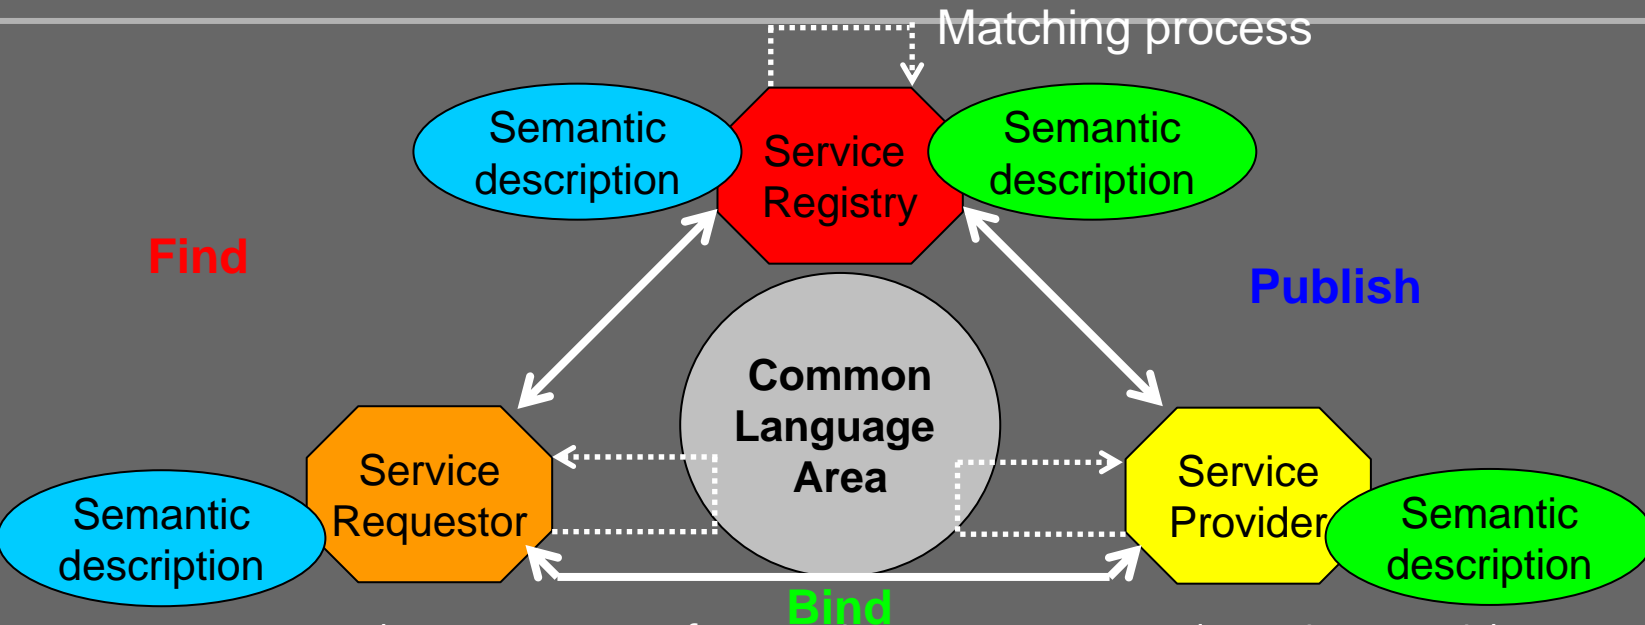 Matching process
Semantic
description
Service
Registry
Semantic
description
Find
Publish
Common
Language
Area
Service
Requestor
Semantic
description
Service
Provider
Semantic
description
Bind